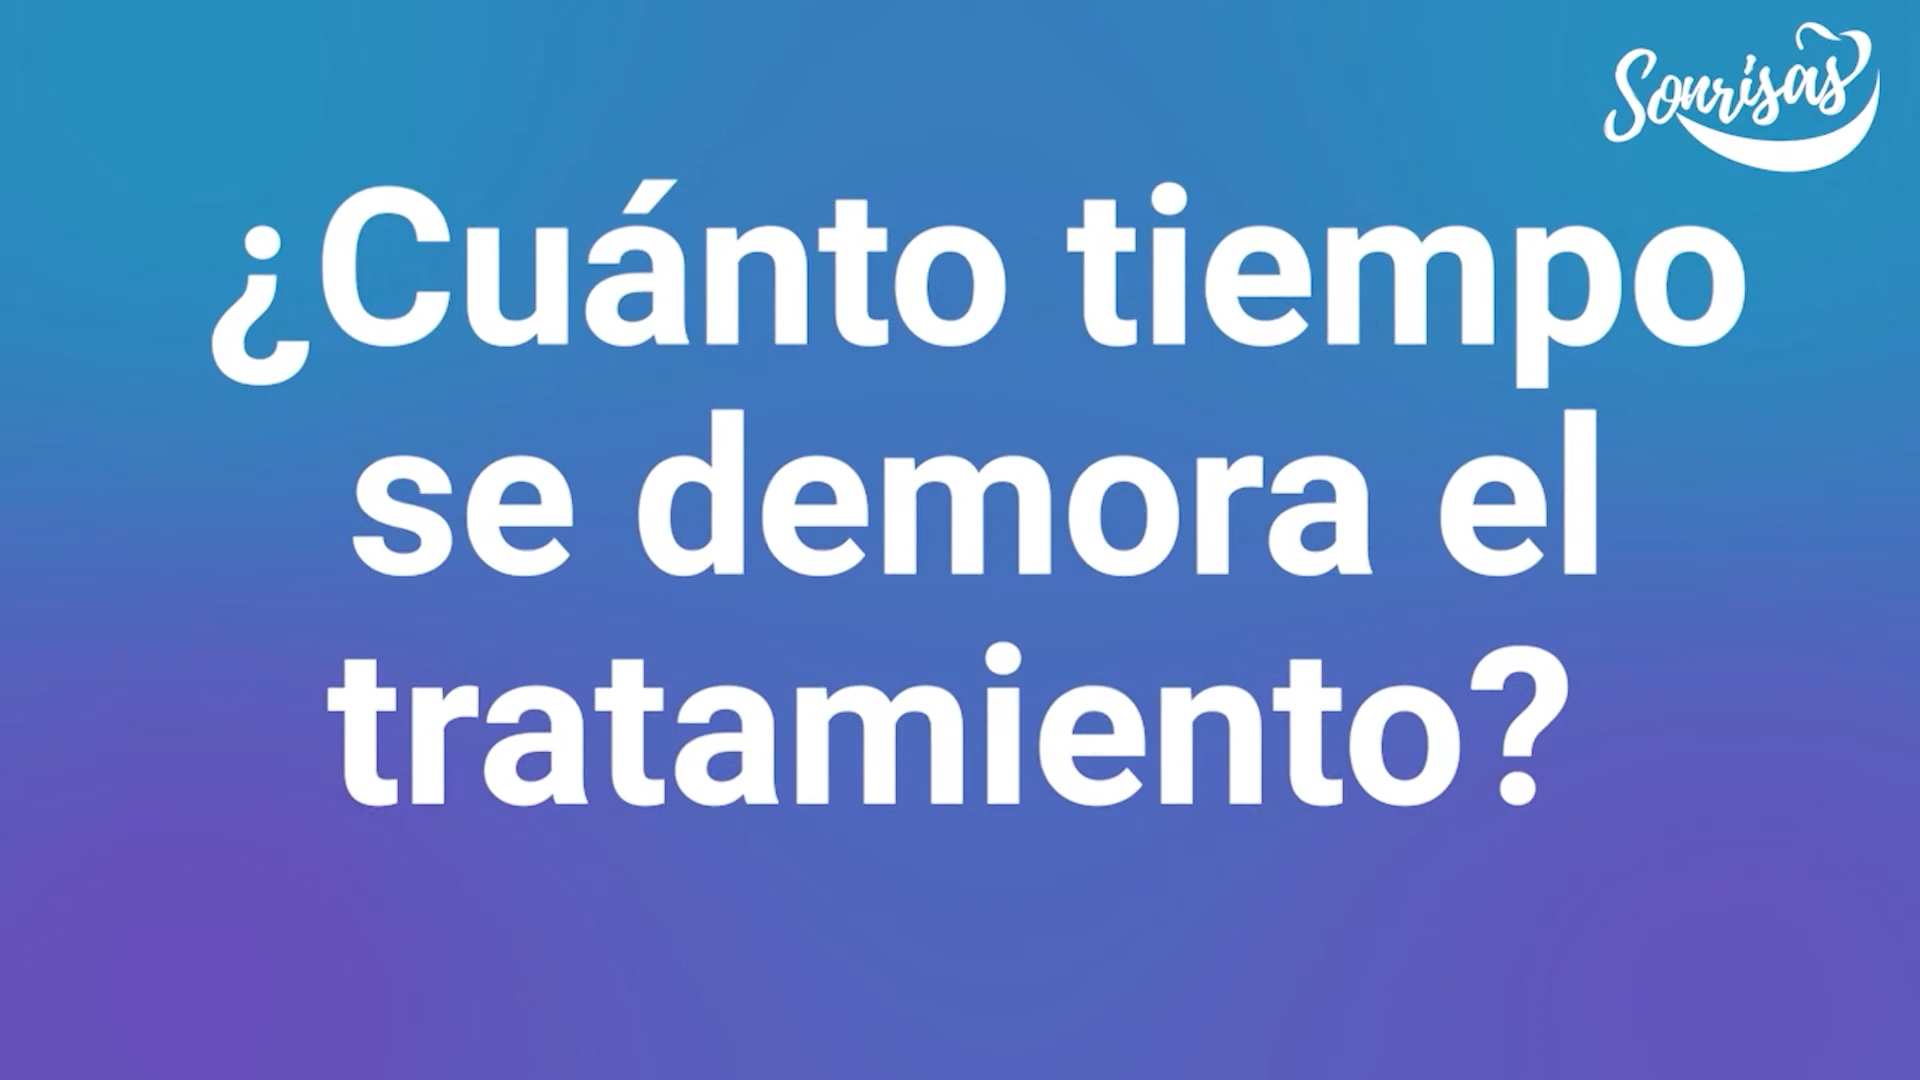 Sonrisas
¿Cuánto tiempo
se demora el
tratamiento?